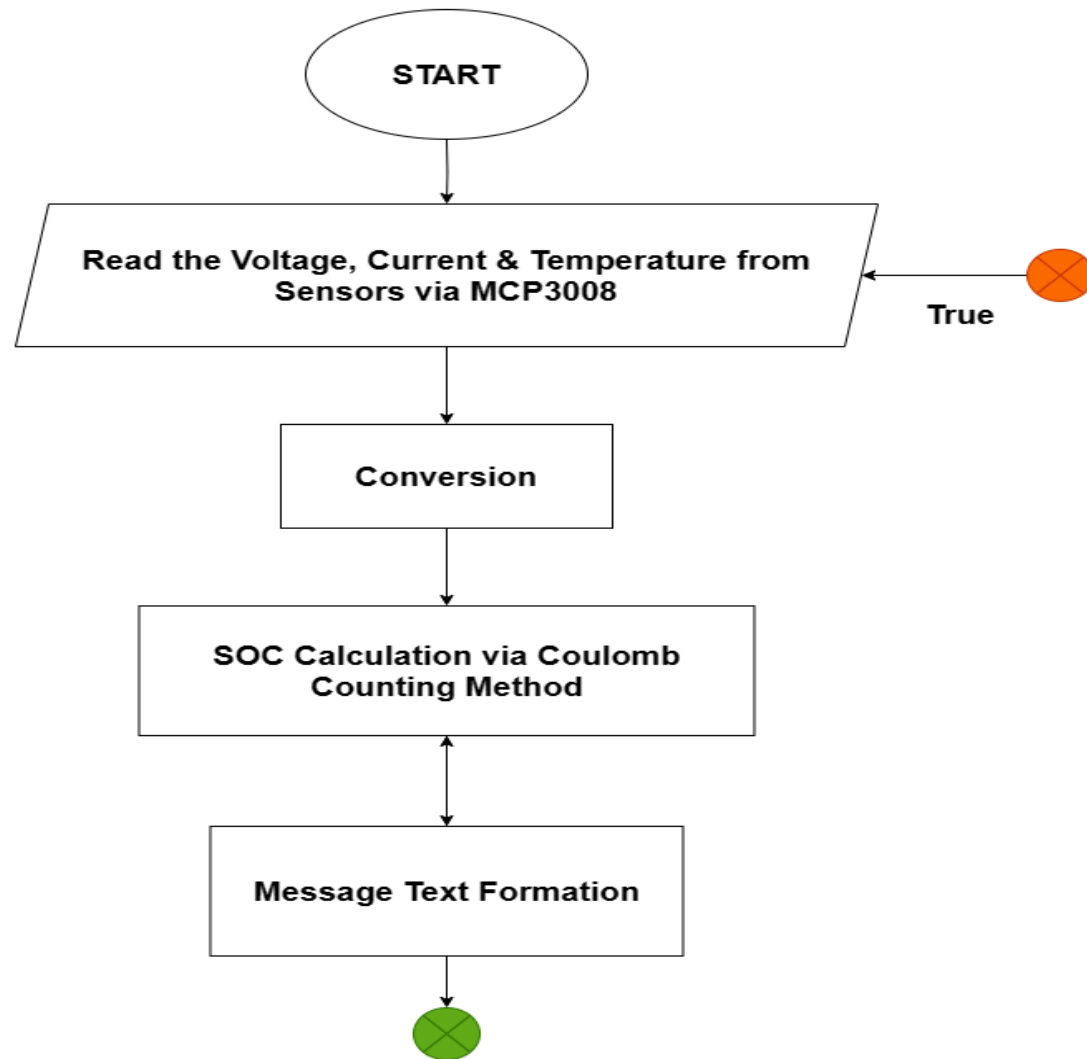 START
Read the Voltage, Current & Temperature from
Sensors via MCP3008
True
Conversion
SOC Calculation via Coulomb
Counting Method
Message Text Formation